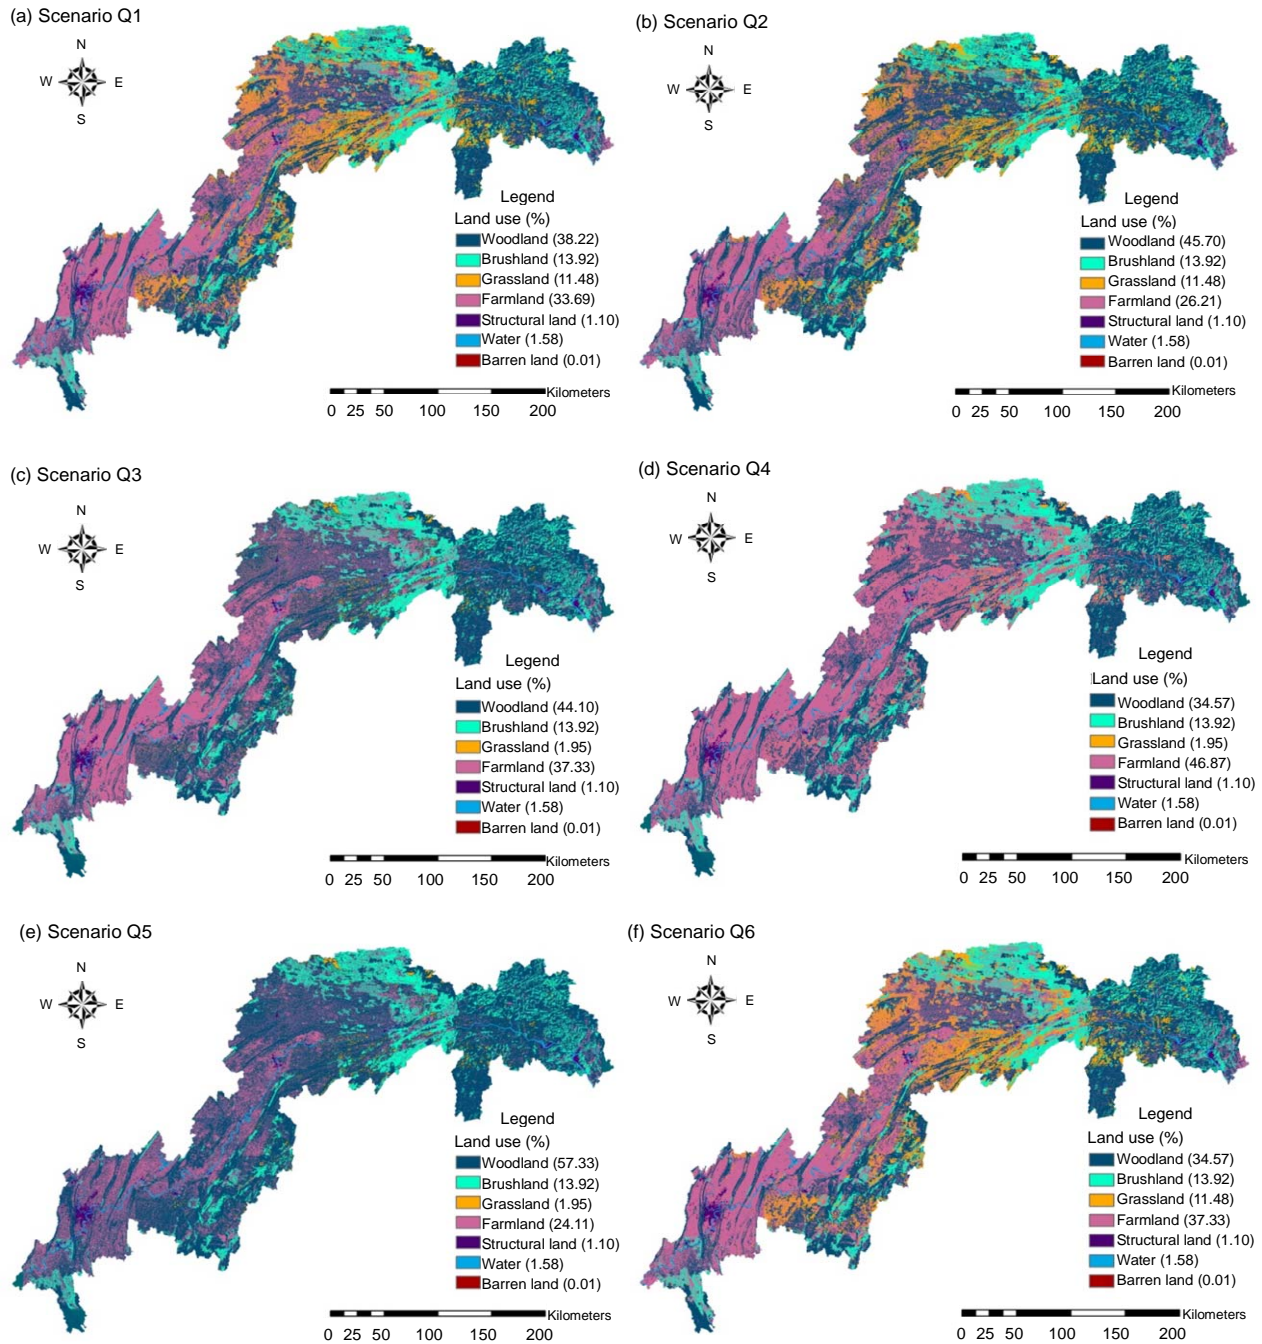 (a) Scenario Q1
N
W E
S
Legend
Land use (%)
Woodland (38.22)
Brushland (13.92)
Grassland (11.48)
Farmland (33.69)
Structural land (1.10)
Water (1.58)
Barren land (0.01)
Kilometers
0 25 50 100 150 200
(b) Scenario Q2
N
W E
S
Legend
Land use (%)
Woodland (45.70)
Brushland (13.92)
Grassland (11.48)
Farmland (26.21)
Structural land (1.10)
Water (1.58)
Barren land (0.01)
Kilometers
0 25 50 100 150 200
(c) Scenario Q3
N
W E
S
Legend
Land use (%)
Woodland (44.10)
Brushland (13.92)
Grassland (1.95)
Farmland (37.33)
Structural land (1.10)
Water (1.58)
Barren land (0.01)
Kilometers
0 25 50 100 150 200
(d) Scenario Q4
N
W E
S
Legend
Land use (%)
Woodland (34.57)
Brushland (13.92)
Grassland (1.95)
Farmland (46.87)
Structural land (1.10)
Water (1.58)
Barren land (0.01)
Kilometers
0 25 50 100 150 200
(e) Scenario Q5
N
W E
S
Legend
Land use (%)
Woodland (57.33)
Brushland (13.92)
Grassland (1.95)
Farmland (24.11)
Structural land (1.10)
Water (1.58)
Barren land (0.01)
Kilometers
0 25 50 100 150 200
(f) Scenario Q6
N
W E
S
Legend
Land use (%)
Woodland (34.57)
Brushland (13.92)
Grassland (11.48)
Farmland (37.33)
Structural land (1.10)
Water (1.58)
Barren land (0.01)
Kilometers
0 25 50 100 150 200